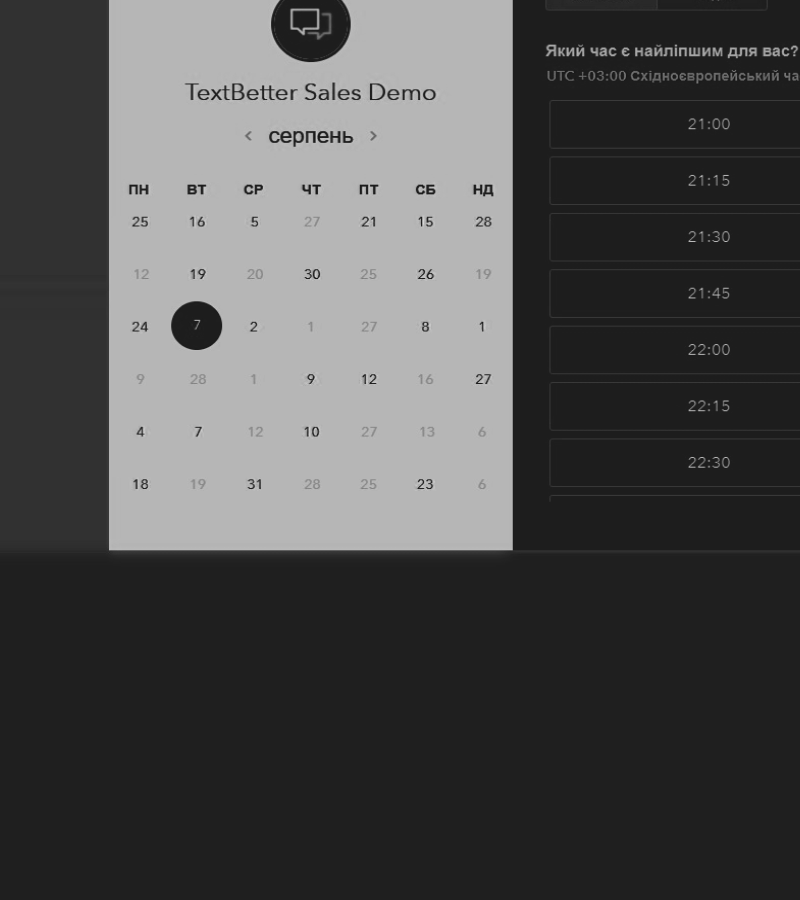 TextBetter Sales Demo
< серпень >
ПН ВТ СР ЧТ ПТ СБ НД
25 16 5 27 21 15 28
12 19 20 30 25 26 19
24 7 2 1 27 8 1
9 28 1 9 12 16 27
4 7 12 10 27 13 6
18 19 31 28 25 23 6
Який час є найліпшим для вас?
UTC +03:00 Східноєвропейський ча
21:00
21:15
21:30
21:45
22:00
22:15
22:30